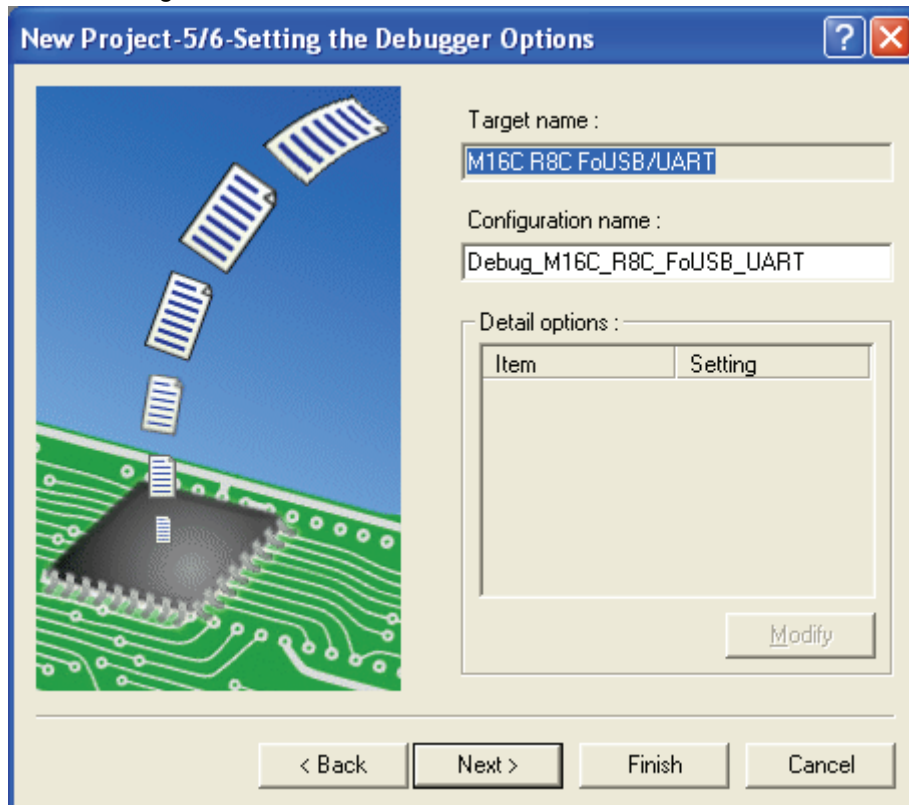 New Project-5/6-Setting the Debugger Options
Target name :
M16C R8C FoUSB/UART
Configuration name :
Debug_M16C_R8C_FoUSB_UART
Detail options :
Item Setting
Modify
< Back Next > Finish Cancel